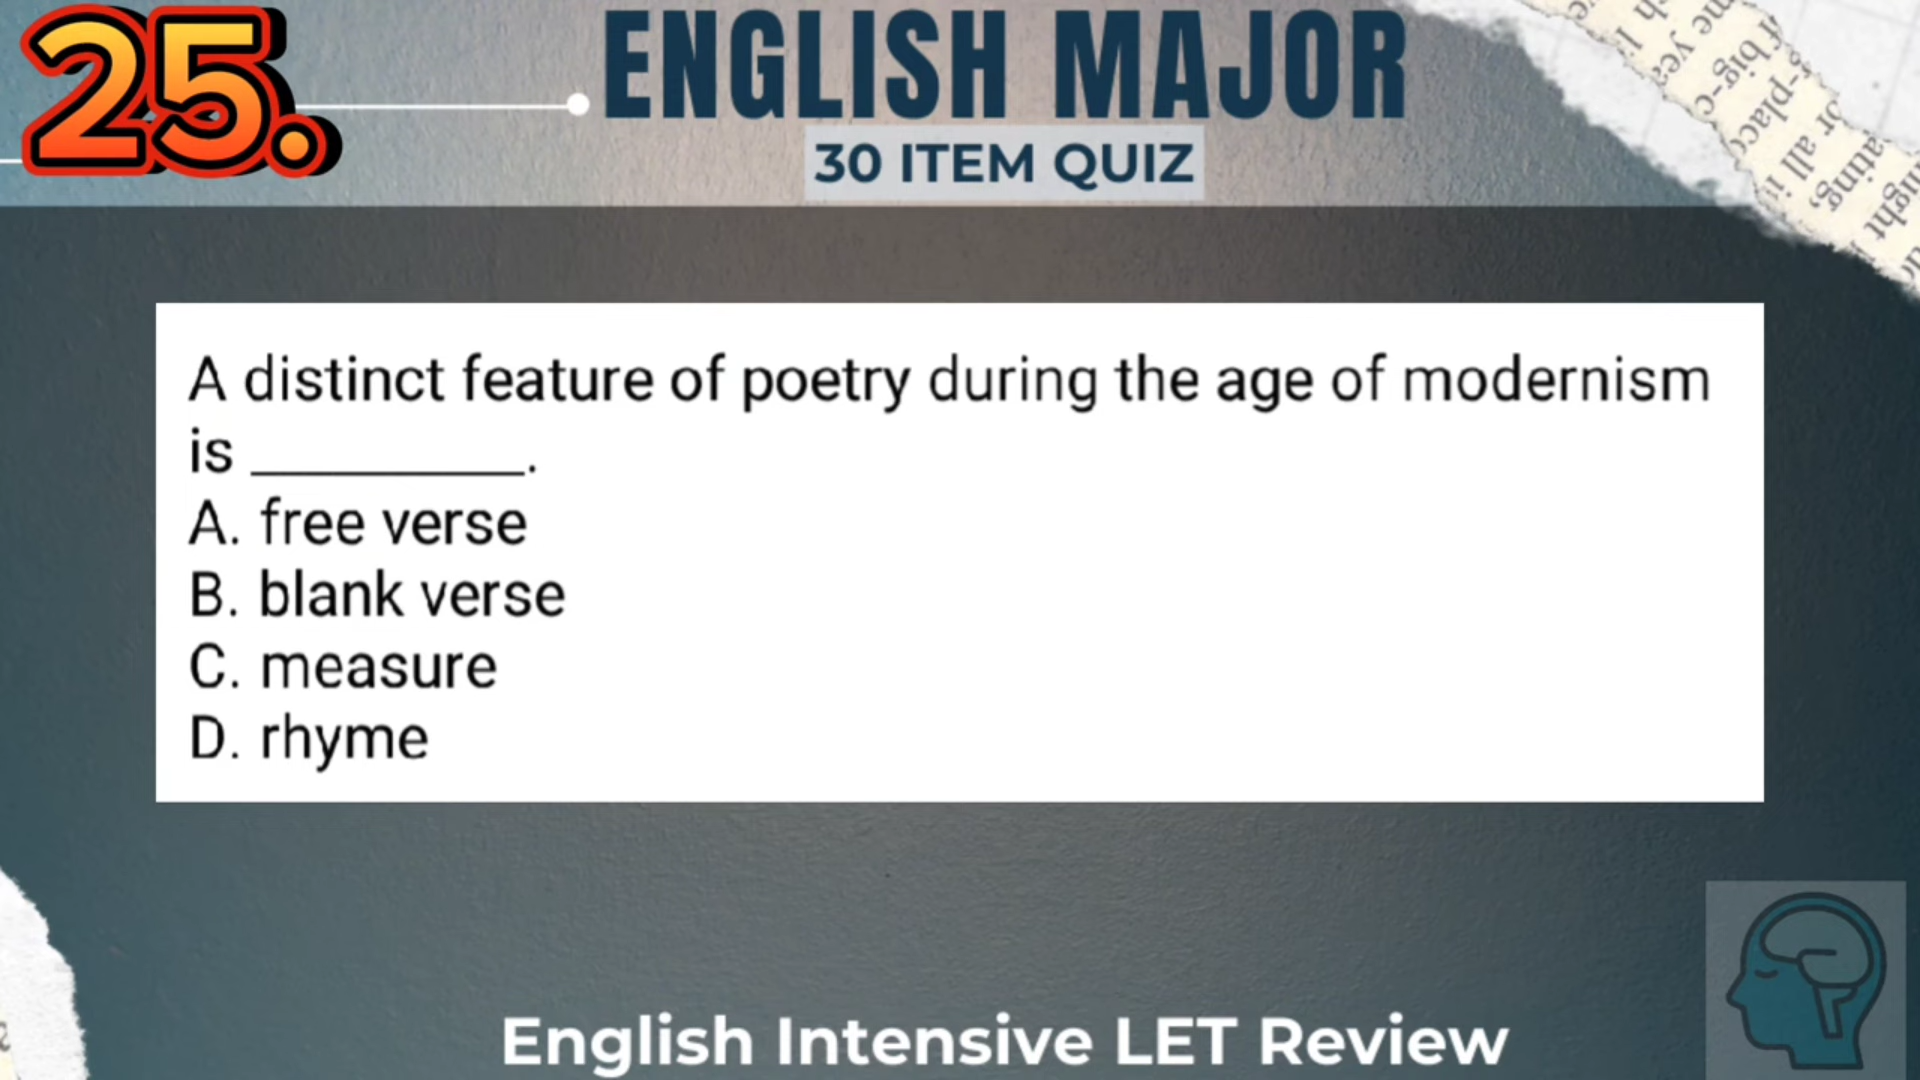 25.
ENGLISH MAJOR
30 ITEM QUIZ
A distinct feature of poetry during the age of modernism
is __________.
A. free verse
B. blank verse
C. measure
D. rhyme
English Intensive LET Review